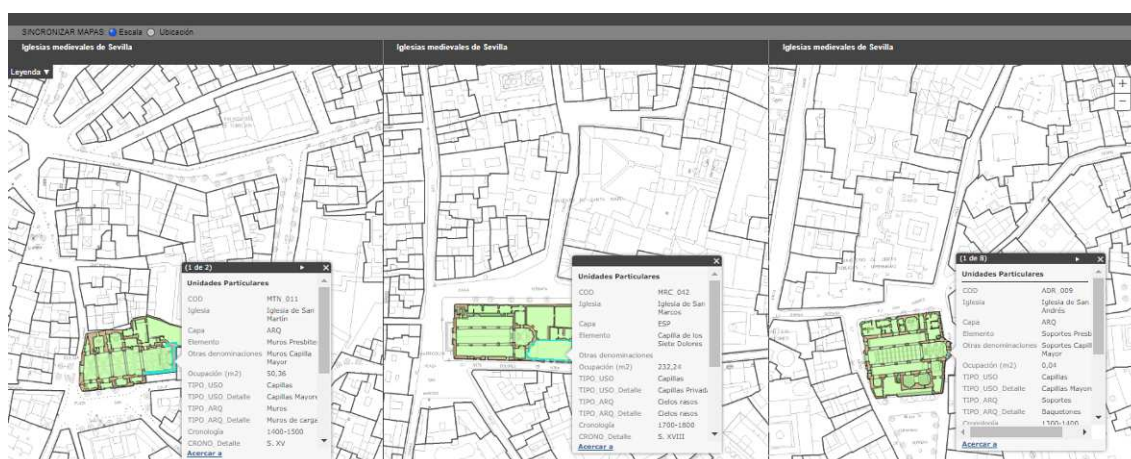 SINCRONIZAR MAPAS: Escala Ubicación
Iglesias medievales de Sevilla
Leyenda ▼
(1 de 2)
Unidades Particulares
COD MTN_011
Iglesia Iglesia de San
Martín
Capa ARQ
Elemento Muros Presbite
Otras denominaciones Muros Capilla
Mayor
Ocupación (m2) 50,36
TIPO_USO Capillas
TIPO_USO_Detalle Capillas Mayore
TIPO_ARQ Muros
TIPO_ARQ_Detalle Muros de carga
Cronología 1400-1500
CRONO_Detalle S. XV
Acercar a
Iglesias medievales de Sevilla
Unidades Particulares
COD MRC_042
Iglesia Iglesia de San
Marcos
Capa ESP
Elemento Capilla de los
Siete Dolores
Otras denominaciones
Ocupación (m2) 232,24
TIPO_USO Capillas
TIPO_USO_Detalle Capillas Privada
TIPO_ARQ Cielos rasos
TIPO_ARQ_Detalle Cielos rasos
Cronología 1700-1800
CRONO_Detalle S. XVIII
Acercar a
Iglesias medievales de Sevilla
+
−
(1 de 8)
Unidades Particulares
COD ADR_009
Iglesia Iglesia de San
Andrés
Capa ARQ
Elemento Soportes Presb
Otras denominaciones Soportes Capill
Mayor
Ocupación (m2) 0,04
TIPO_USO Capillas
TIPO_USO_Detalle Capillas Mayon
TIPO_ARQ Soportes
TIPO_ARQ_Detalle Baquetones
Cronología 1300-1400
Acercar a